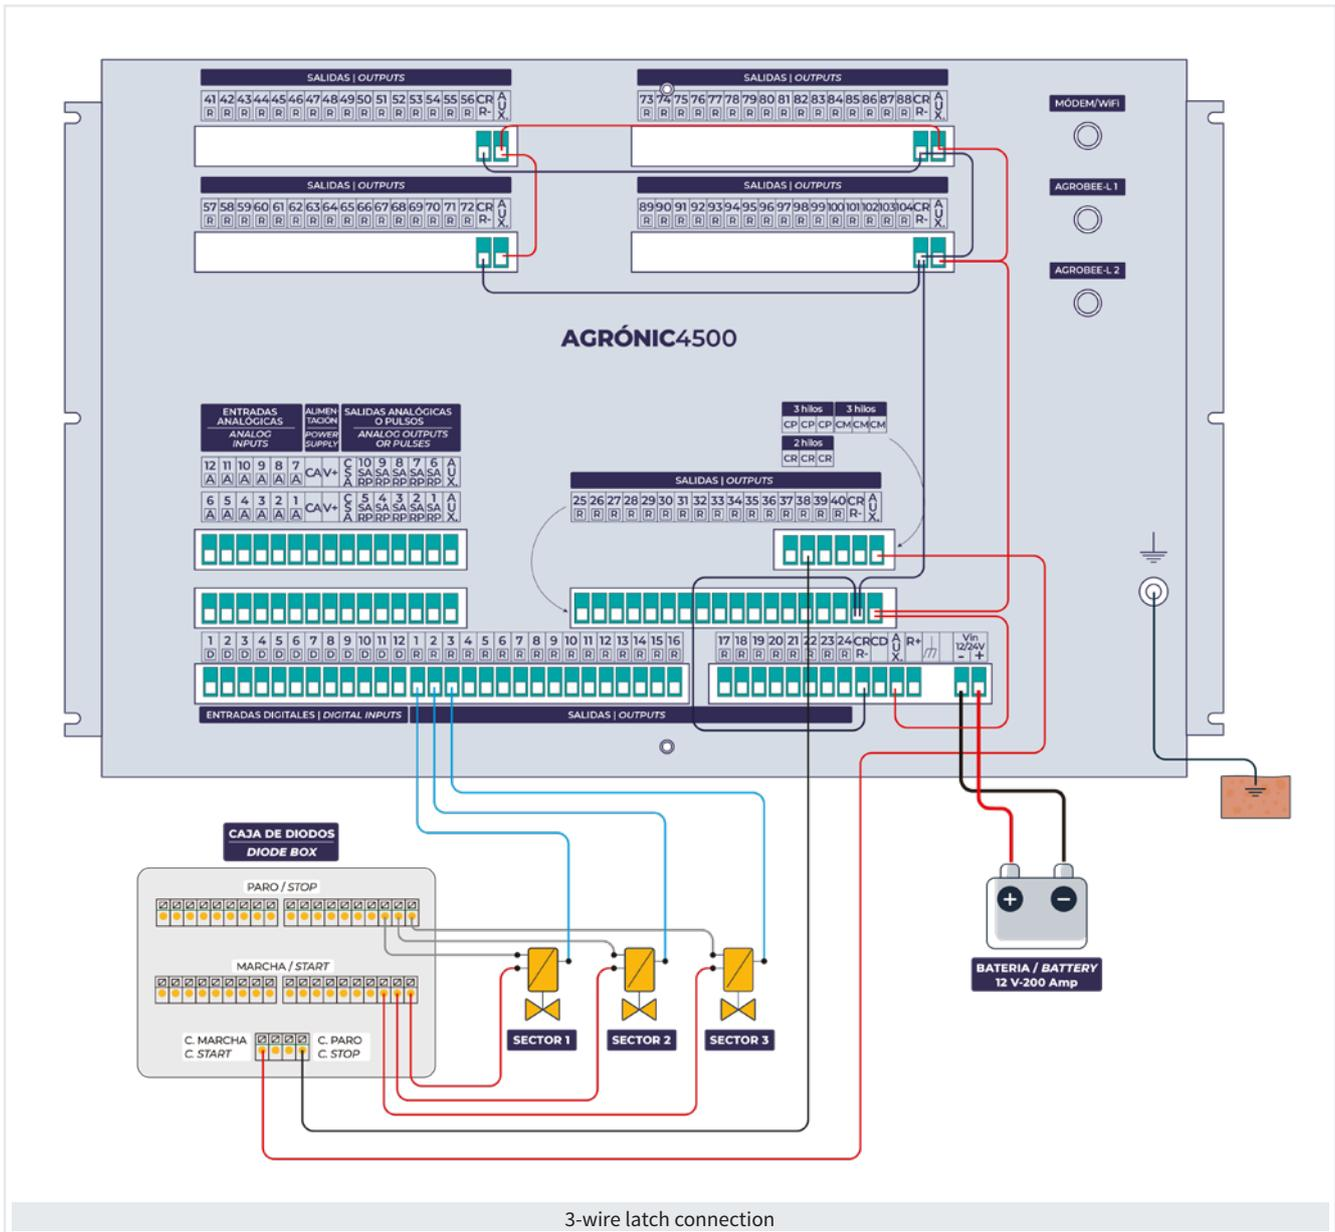 SALIDAS | OUTPUTS
41 42 43 44 45 46 47 48 49 50 51 52 53 54 55 56 CR AUX.
R R R R R R R R R R R R R R R R R-
SALIDAS | OUTPUTS
73 74 75 76 77 78 79 80 81 82 83 84 85 86 87 88 CR AUX.
R R R R R R R R R R R R R R R R R-
MÓDEM/WiFi
SALIDAS | OUTPUTS
57 58 59 60 61 62 63 64 65 66 67 68 69 70 71 72 CR AUX.
R R R R R R R R R R R R R R R R R-
SALIDAS | OUTPUTS
89 90 91 92 93 94 95 96 97 98 99 100 101 102 103 104 CR AUX.
R R R R R R R R R R R R R R R R R-
AGROBEE-L 1
AGROBEE-L 2
AGRÓNIC4500
ENTRADAS
ANALÓGICAS
ANALOG
INPUTS
ALIMEN-
TACIÓN
POWER
SUPPLY
SALIDAS ANALÓGICAS
O PULSOS
ANALOG OUTPUTS
OR PULSES
12 11 10 9 8 7 CA V+ CSA 10 9 8 7 6 AUX.
A A A A A A SA SA SA SA SA
RP RP RP RP RP
6 5 4 3 2 1 CA V+ CSA 5 4 3 2 1 AUX.
A A A A A A SA SA SA SA SA
RP RP RP RP RP
3 hilos 3 hilos
CP CP CP CM CM CM
2 hilos
CR CR CR
SALIDAS | OUTPUTS
25 26 27 28 29 30 31 32 33 34 35 36 37 38 39 40 CR AUX.
R R R R R R R R R R R R R R R R R-
1 2 3 4 5 6 7 8 9 10 11 12 1 2 3 4 5 6 7 8 9 10 11 12 13 14 15 16
D D D D D D D D D D D D R R R R R R R R R R R R R R R R
17 18 19 20 21 22 23 24 CR CD AUX. R+ Vin
R R R R R R R R R- 12/24V
- +
ENTRADAS DIGITALES | DIGITAL INPUTS
SALIDAS | OUTPUTS
CAJA DE DIODOS
DIODE BOX
PARO / STOP
MARCHA / START
C. MARCHA
C. START
C. PARO
C. STOP
SECTOR 1
SECTOR 2
SECTOR 3
+ −
BATERIA / BATTERY
12 V-200 Amp
3-wire latch connection